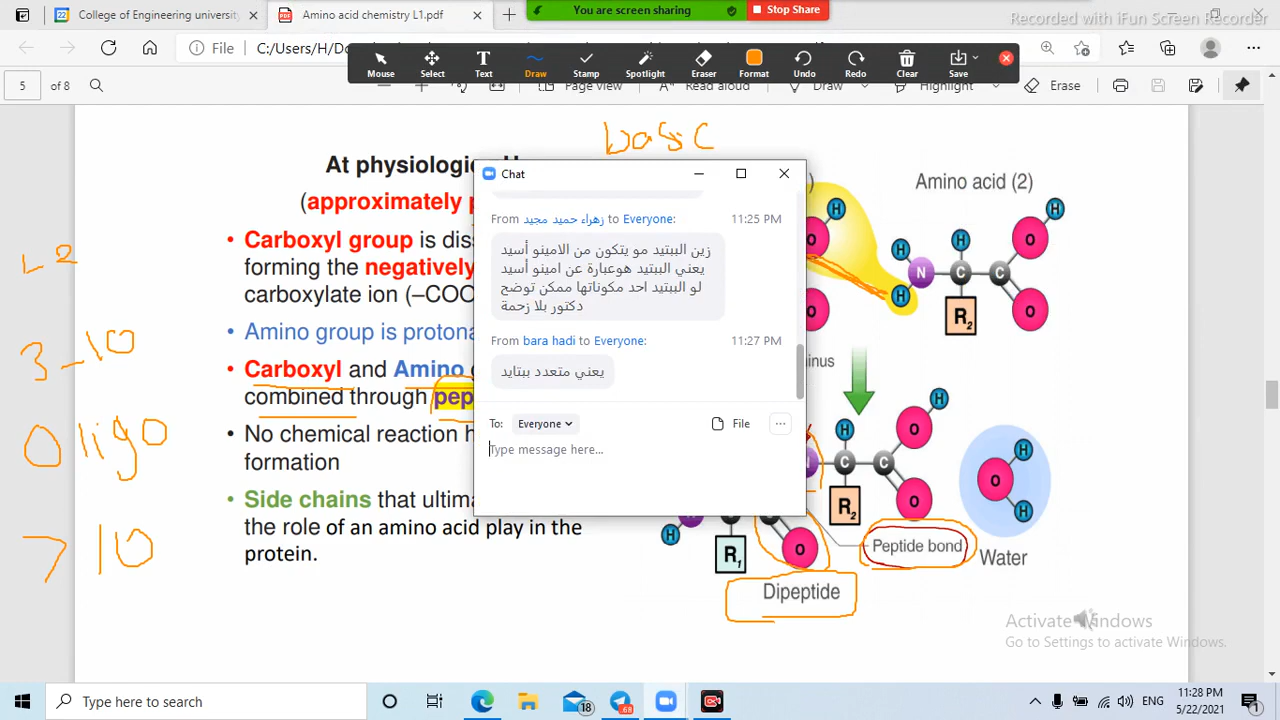 College of Engineering universit
Amino acid chemistry L1.pdf
You are screen sharing
Stop Share
Recorded with iFun Screen Recorder
File
C:/Users/H/Do
Mouse
Select
Text
Draw
Stamp
Spotlight
Eraser
Format
Undo
Redo
Clear
Save
5
of 8
Page view
Read aloud
Draw
Highlight
Erase
basic
At physiologic
(approximately
Carboxyl group is dis
forming the negatively
carboxylate ion (–COO
Amino group is protona
Carboxyl and Amino
combined through pep
No chemical reaction h
formation
Side chains that ultima
the role of an amino acid play in the
protein.
L2
3-10
Oligo
7 10
Chat
From زهراء حميد مجيد to Everyone:
11:25 PM
زين الببتيد مو يتكون من الامينو أسيد
يعني الببتيد هوعبارة عن امينو أسيد
لو الببتيد احد مكوناتها ممكن توضح
دكتور بلا زحمة
From bara hadi to Everyone:
11:27 PM
يعني متعدد ببتايد
To:
Everyone
File
Type message here...
Amino acid (2)
H
O
H
H
H
O
N
C
C
H
O
R2
O
inus
H
H
O
N
C
C
H
O
H
R2
O
H
N
H
R1
O
Peptide bond
Water
Dipeptide
Activate Windows
Go to Settings to activate Windows.
Type here to search
18
.68
11:28 PM
5/22/2021
1